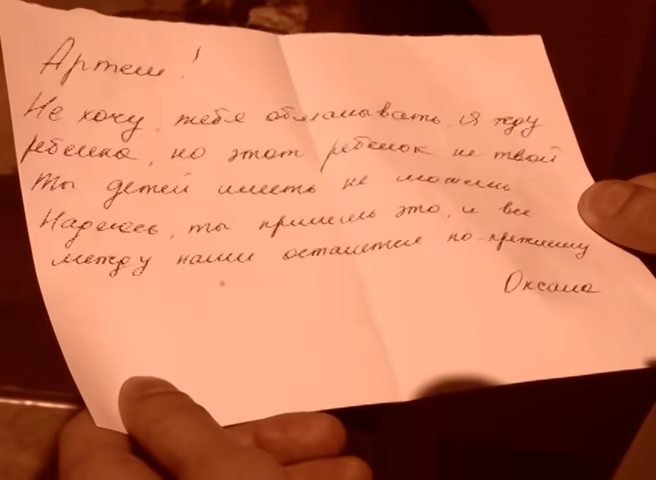 Артем!
Не хочу тебя обманывать. Я жду
ребенка, но этот ребенок не твой
Ты детей иметь не можешь
Надеюсь, ты примешь это, и все
между нами останется по-прежнему
Оксана